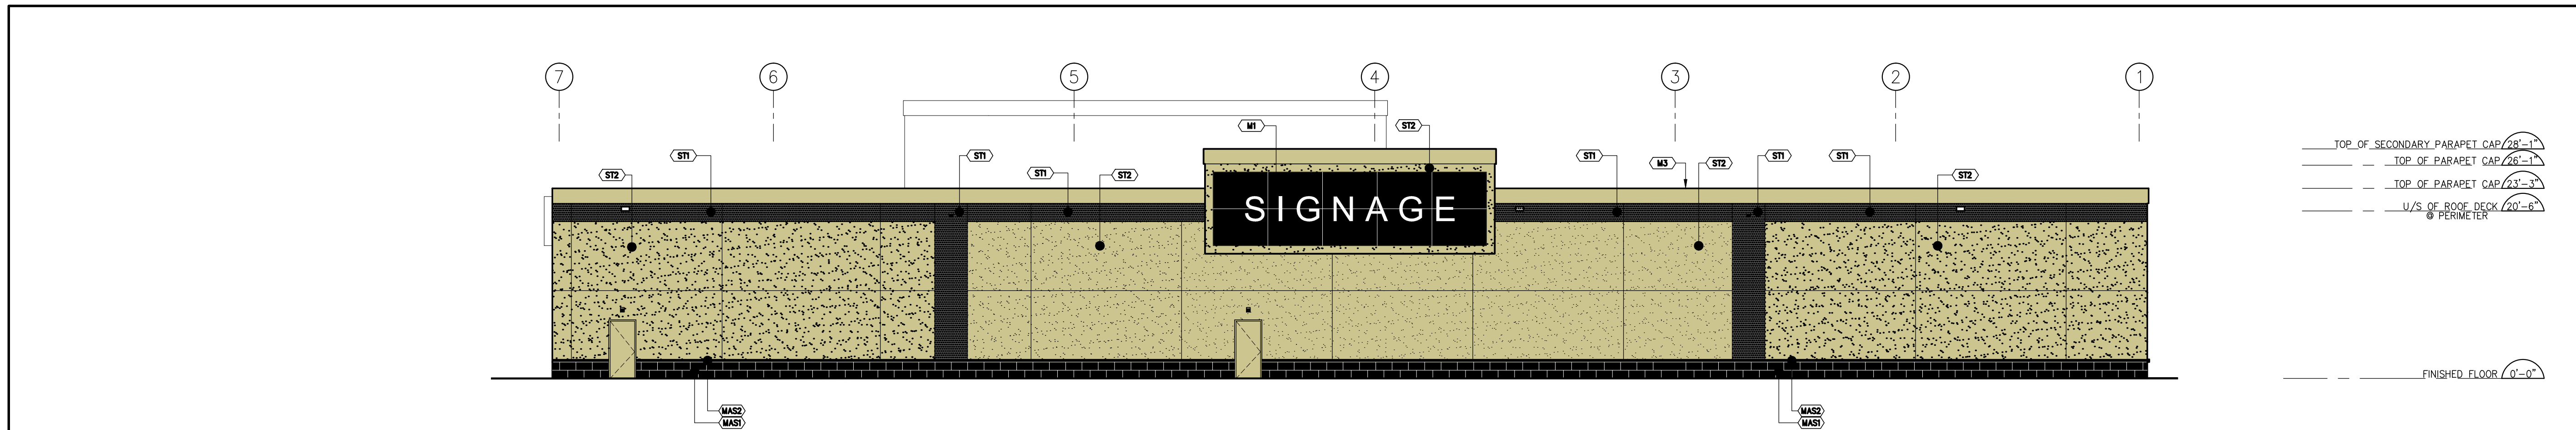 7 6 5 4 3 2 1
M1 ST2
TOP OF SECONDARY PARAPET CAP 28'-1"
ST1 ST1 ST1 M3 ST2 ST1 ST1
TOP OF PARAPET CAP 26'-1"
ST2 ST1 ST2 ST2
TOP OF PARAPET CAP 23'-3"
SIGNAGE
U/S OF ROOF DECK 20'-6"
@ PERIMETER
FINISHED FLOOR 0'-0"
MAS2 MAS2
MAS1 MAS1